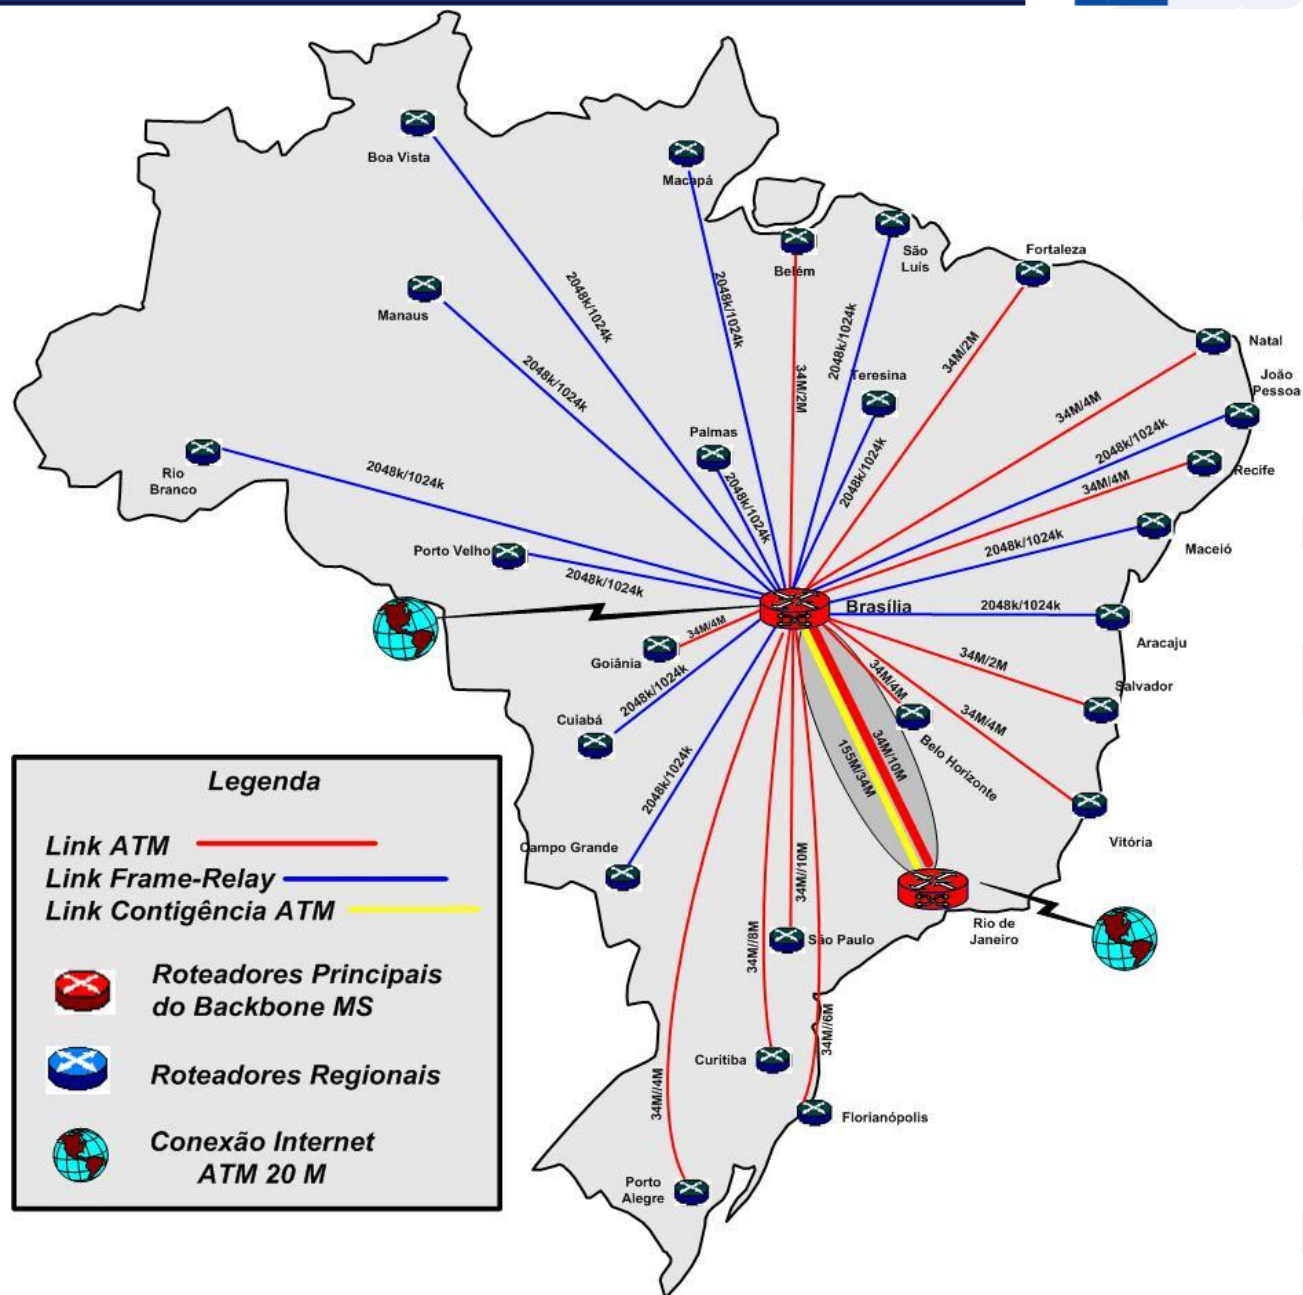 Boa Vista
Macapá
Belém
São
Luís
Fortaleza
Natal
João
Pessoa
Recife
Maceió
Aracaju
Salvador
Vitória
Belo Horizonte
Rio de
Janeiro
Brasília
Teresina
Palmas
Manaus
Rio
Branco
Porto Velho
Goiânia
Cuiabá
Campo Grande
São Paulo
Curitiba
Florianópolis
Porto
Alegre
2048k/1024k
2048k/1024k
2048k/1024k
2048k/1024k
34M/2M
34M/2M
34M/4M
2048k/1024k
2048k/1024k
34M/4M
2048k/1024k
2048k/1024k
2048k/1024k
2048k/1024k
2048k/1024k
34M/4M
2048k/1024k
2048k/1024k
34M/2M
34M/4M
34M/4M
34M/10M
155M/34M
34M//10M
34M//8M
34M//6M
34M//4M
Legenda
Link ATM
Link Frame-Relay
Link Contigência ATM
Roteadores Principais
do Backbone MS
Roteadores Regionais
Conexão Internet
ATM 20 M